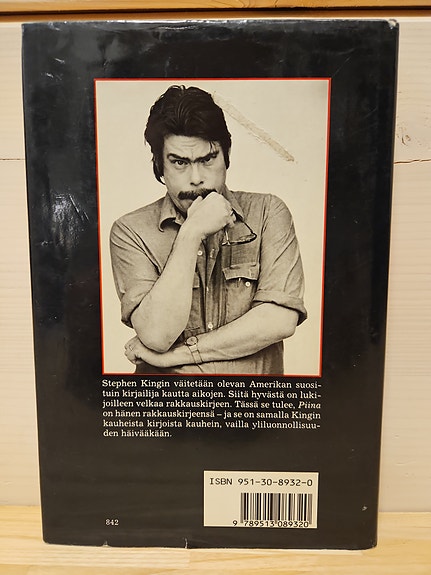 Stephen Kingin väitetään olevan Amerikan suosi-
tuin kirjailija kautta aikojen. Siitä hyvästä on luki-
joilleen velkaa rakkauskirjeen. Tässä se tulee, Piina
on hänen rakkauskirjeensä – ja se on samalla Kingin
kauheista kirjoista kauhein, vailla yliluonnollisuu-
den häivääkään.
ISBN 951-30-8932-0
9 789513 089320
842